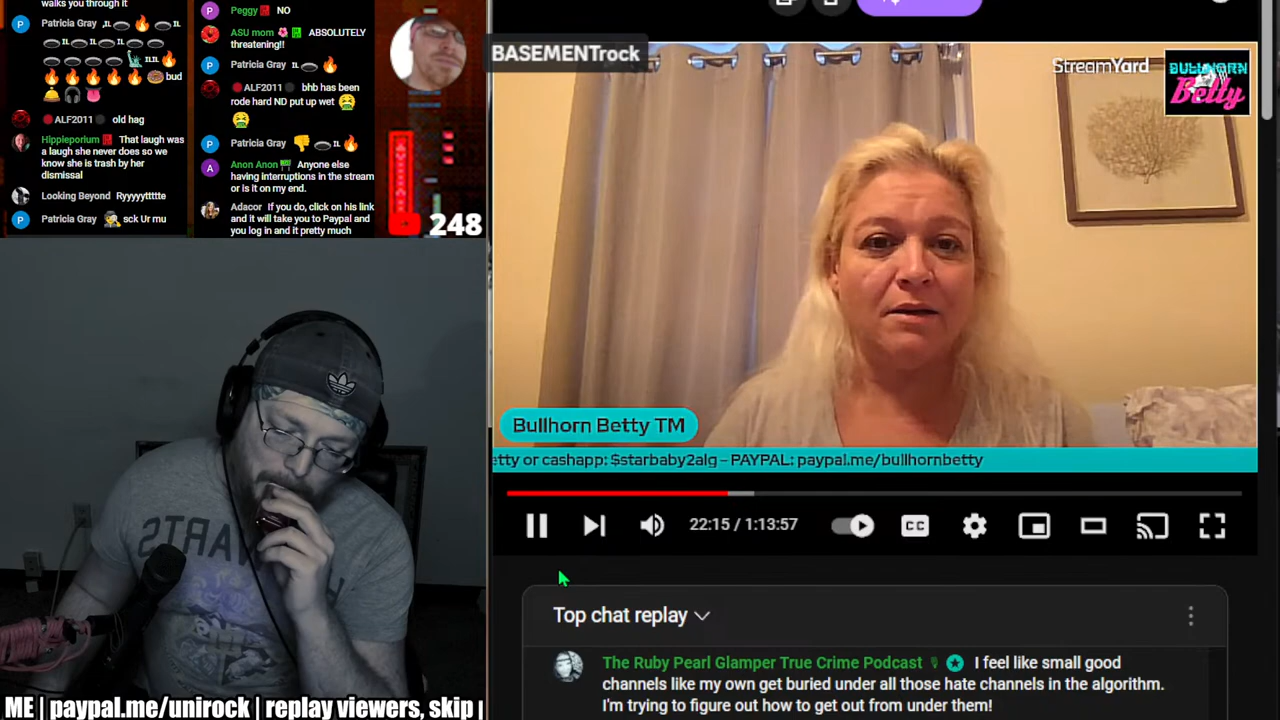 walks you through it
Patricia Gray
bud
ALF2011 old hag
Hippleporium That laugh was
a laugh she never does so we
know she is trash by her
dismissal
Looking Beyond Ryyyyttttte
Patricia Gray sck Ur mu
Peggy NO
ASU mom ABSOLUTELY
threatening!!
Patricia Gray
ALF2011 bhb has been
rode hard ND put up wet
Patricia Gray
Anon Anon Anyone else
having interruptions in the
stream or is it on my end.
Adacor If you do, click on his link
and it will take you to Paypal and
you log in and it pretty much
248
BASEMENTrock
StreamYard
BULLHORN
Betty
Bullhorn Betty TM
etty or cashapp: $starbaby2alg - PAYPAL: paypal.me/bullhornbetty
22:15 / 1:13:57
CC
Top chat replay
The Ruby Pearl Glamper True Crime Podcast I feel like small good
channels like my own get buried under all those hate channels in the algorithm.
I'm trying to figure out how to get out from under them!
ME | paypal.me/unirock | replay viewers, skip